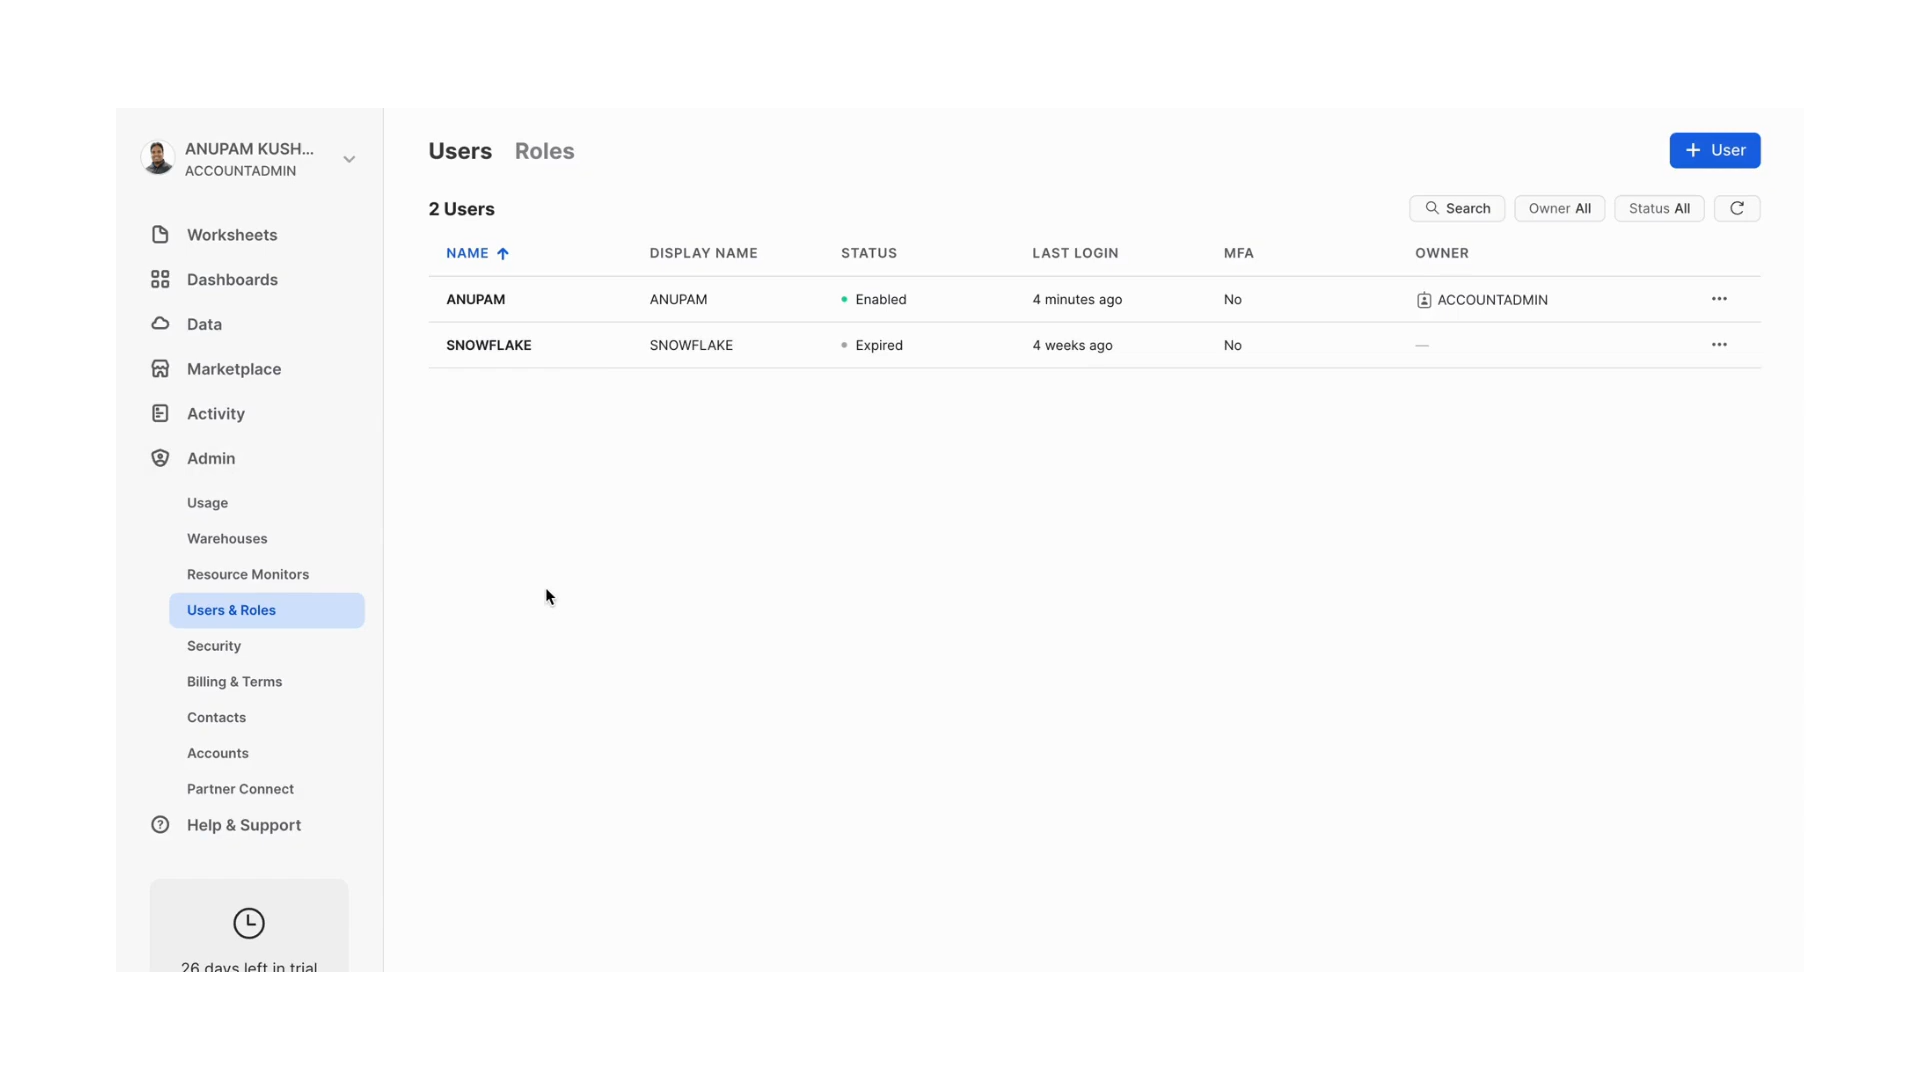 ANUPAM KUSH...
ACCOUNTADMIN
Worksheets
Dashboards
Data
Marketplace
Activity
Admin
Usage
Warehouses
Resource Monitors
Users & Roles
Security
Billing & Terms
Contacts
Accounts
Partner Connect
Help & Support
26 days left in trial
Users Roles
+ User
2 Users
Search Owner All Status All
NAME DISPLAY NAME STATUS LAST LOGIN MFA OWNER
ANUPAM ANUPAM Enabled 4 minutes ago No ACCOUNTADMIN
SNOWFLAKE SNOWFLAKE Expired 4 weeks ago No —